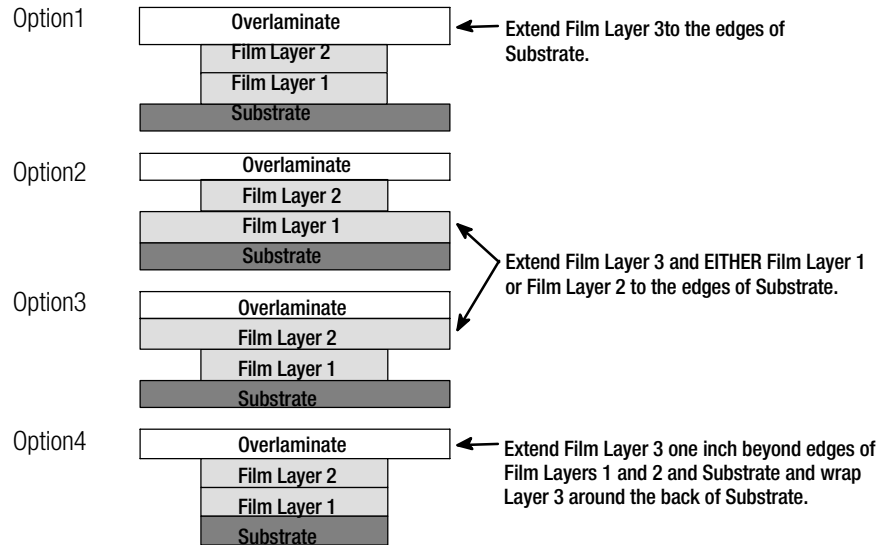 Option1
Overlaminate
Film Layer 2
Film Layer 1
Substrate
Extend Film Layer 3to the edges of
Substrate.
Option2
Overlaminate
Film Layer 2
Film Layer 1
Substrate
Extend Film Layer 3 and EITHER Film Layer 1
or Film Layer 2 to the edges of Substrate.
Option3
Overlaminate
Film Layer 2
Film Layer 1
Substrate
Option4
Overlaminate
Film Layer 2
Film Layer 1
Substrate
Extend Film Layer 3 one inch beyond edges of
Film Layers 1 and 2 and Substrate and wrap
Layer 3 around the back of Substrate.